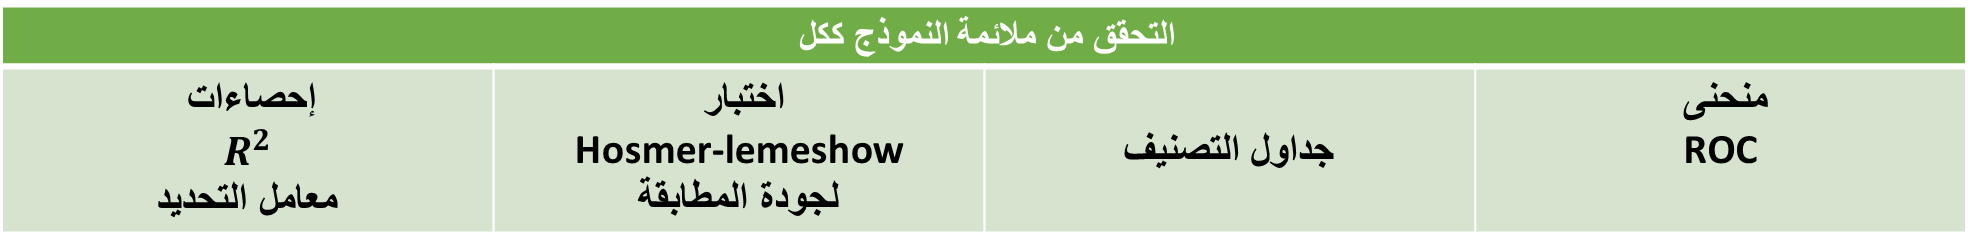 التحقق من ملائمة النموذج ككل
منحنى
ROC
جداول التصنيف
اختبار
Hosmer-lemeshow
لجودة المطابقة
إحصاءات
R²
معامل التحديد